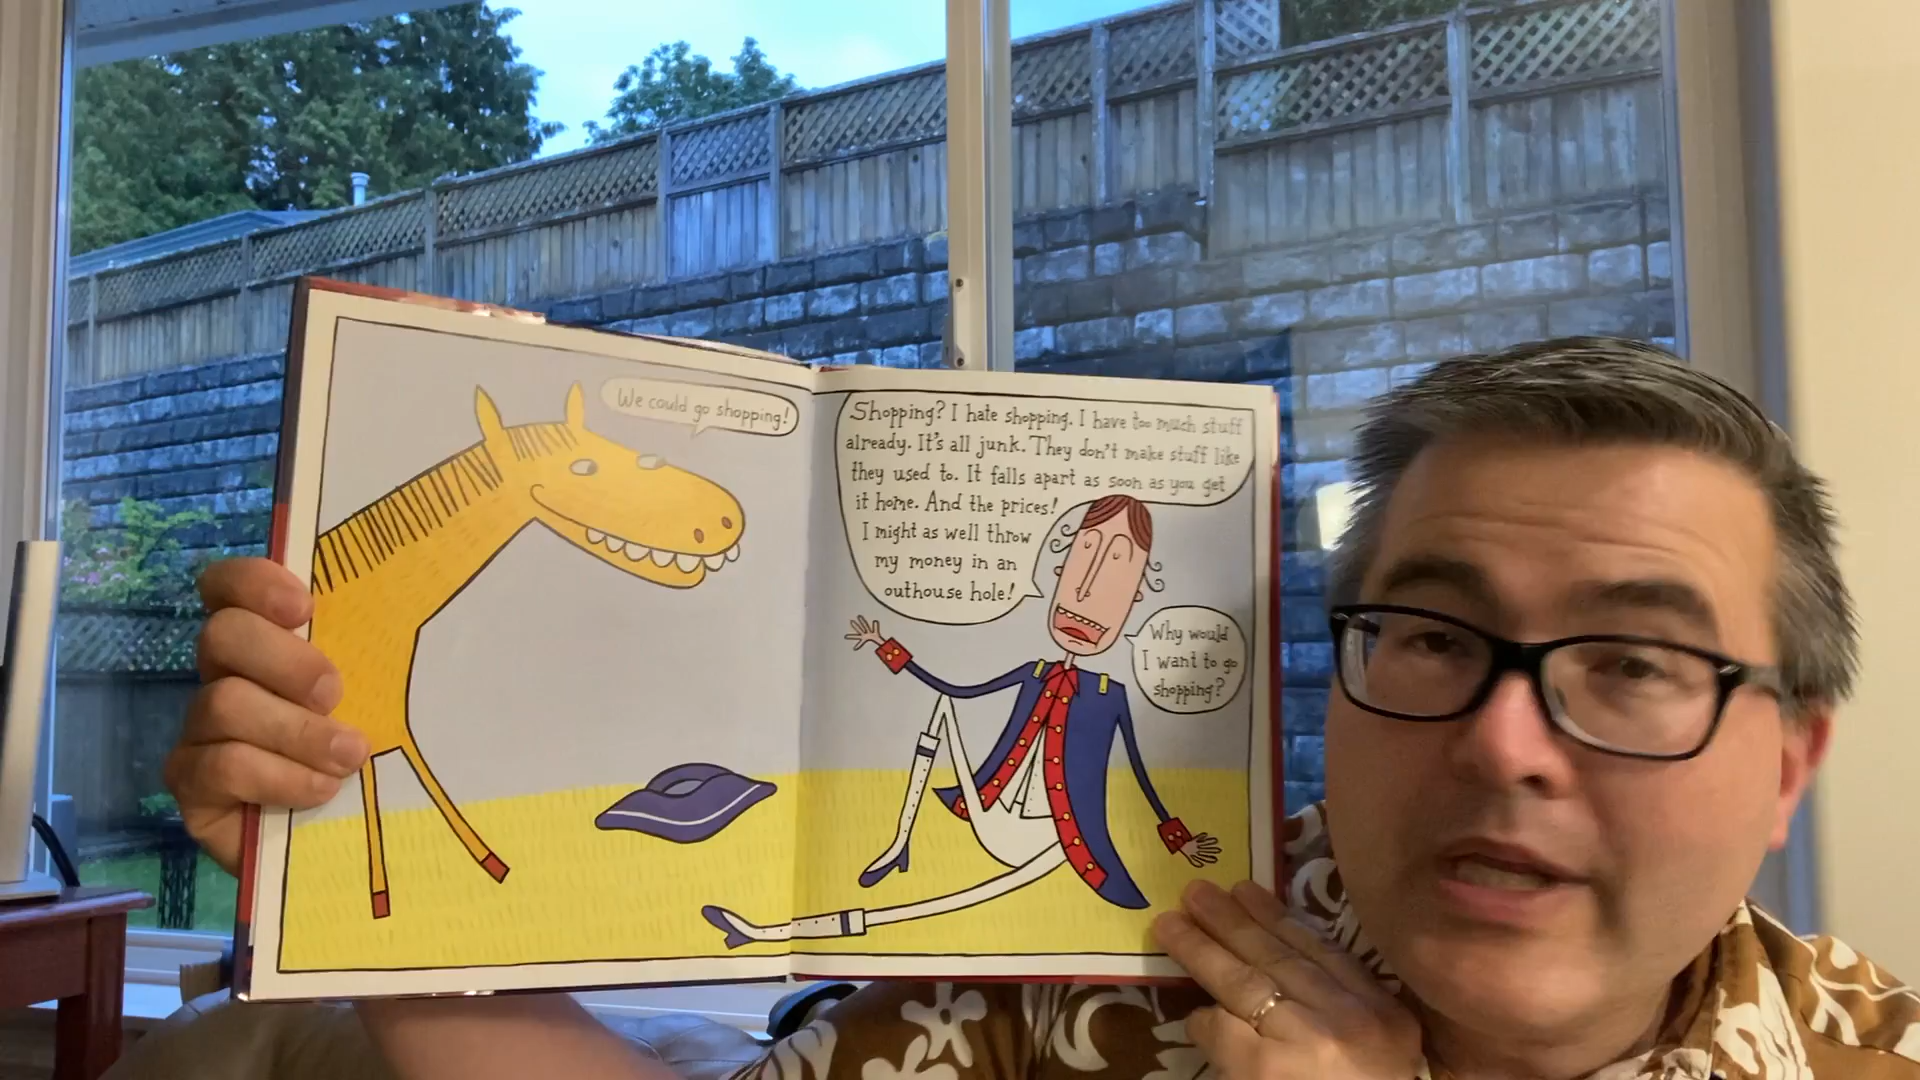 We could go shopping!
Shopping? I hate shopping. I have too much stuff
already. It's all junk. They don't make stuff like
they used to. It falls apart as soon as you get
it home. And the prices!
I might as well throw
my money in an
outhouse hole!
Why would
I want to go
shopping?